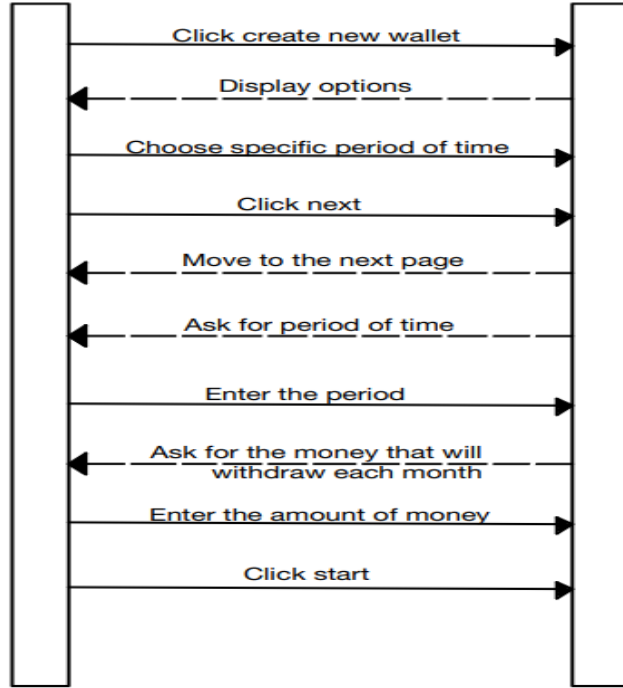 Click create new wallet
Display options
Choose specific period of time
Click next
Move to the next page
Ask for period of time
Enter the period
Ask for the money that will
withdraw each month
Enter the amount of money
Click start